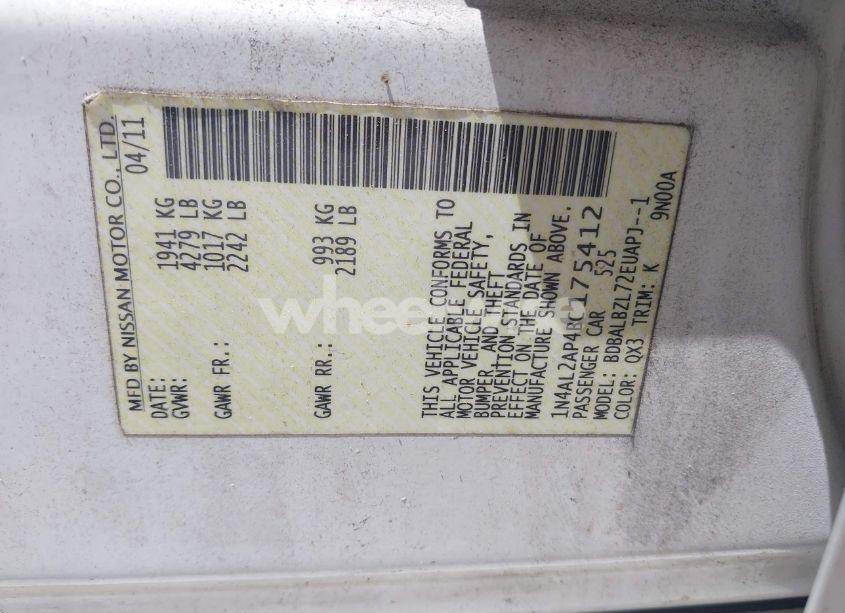 MFD BY NISSAN MOTOR CO., LTD.
DATE: 04/11
GVWR: 1941 KG
4279 LB
GAWR FR.: 1017 KG
2242 LB
GAWR RR.: 993 KG
2189 LB
THIS VEHICLE CONFORMS TO
ALL APPLICABLE FEDERAL
MOTOR VEHICLE SAFETY,
BUMPER, AND THEFT
PREVENTION STANDARDS IN
EFFECT ON THE DATE OF
MANUFACTURE SHOWN ABOVE.
PASSENGER CAR 525
MODEL: BDBALBZL72EUAPJ--1
COLOR: QX3 TRIM: K 9N00A